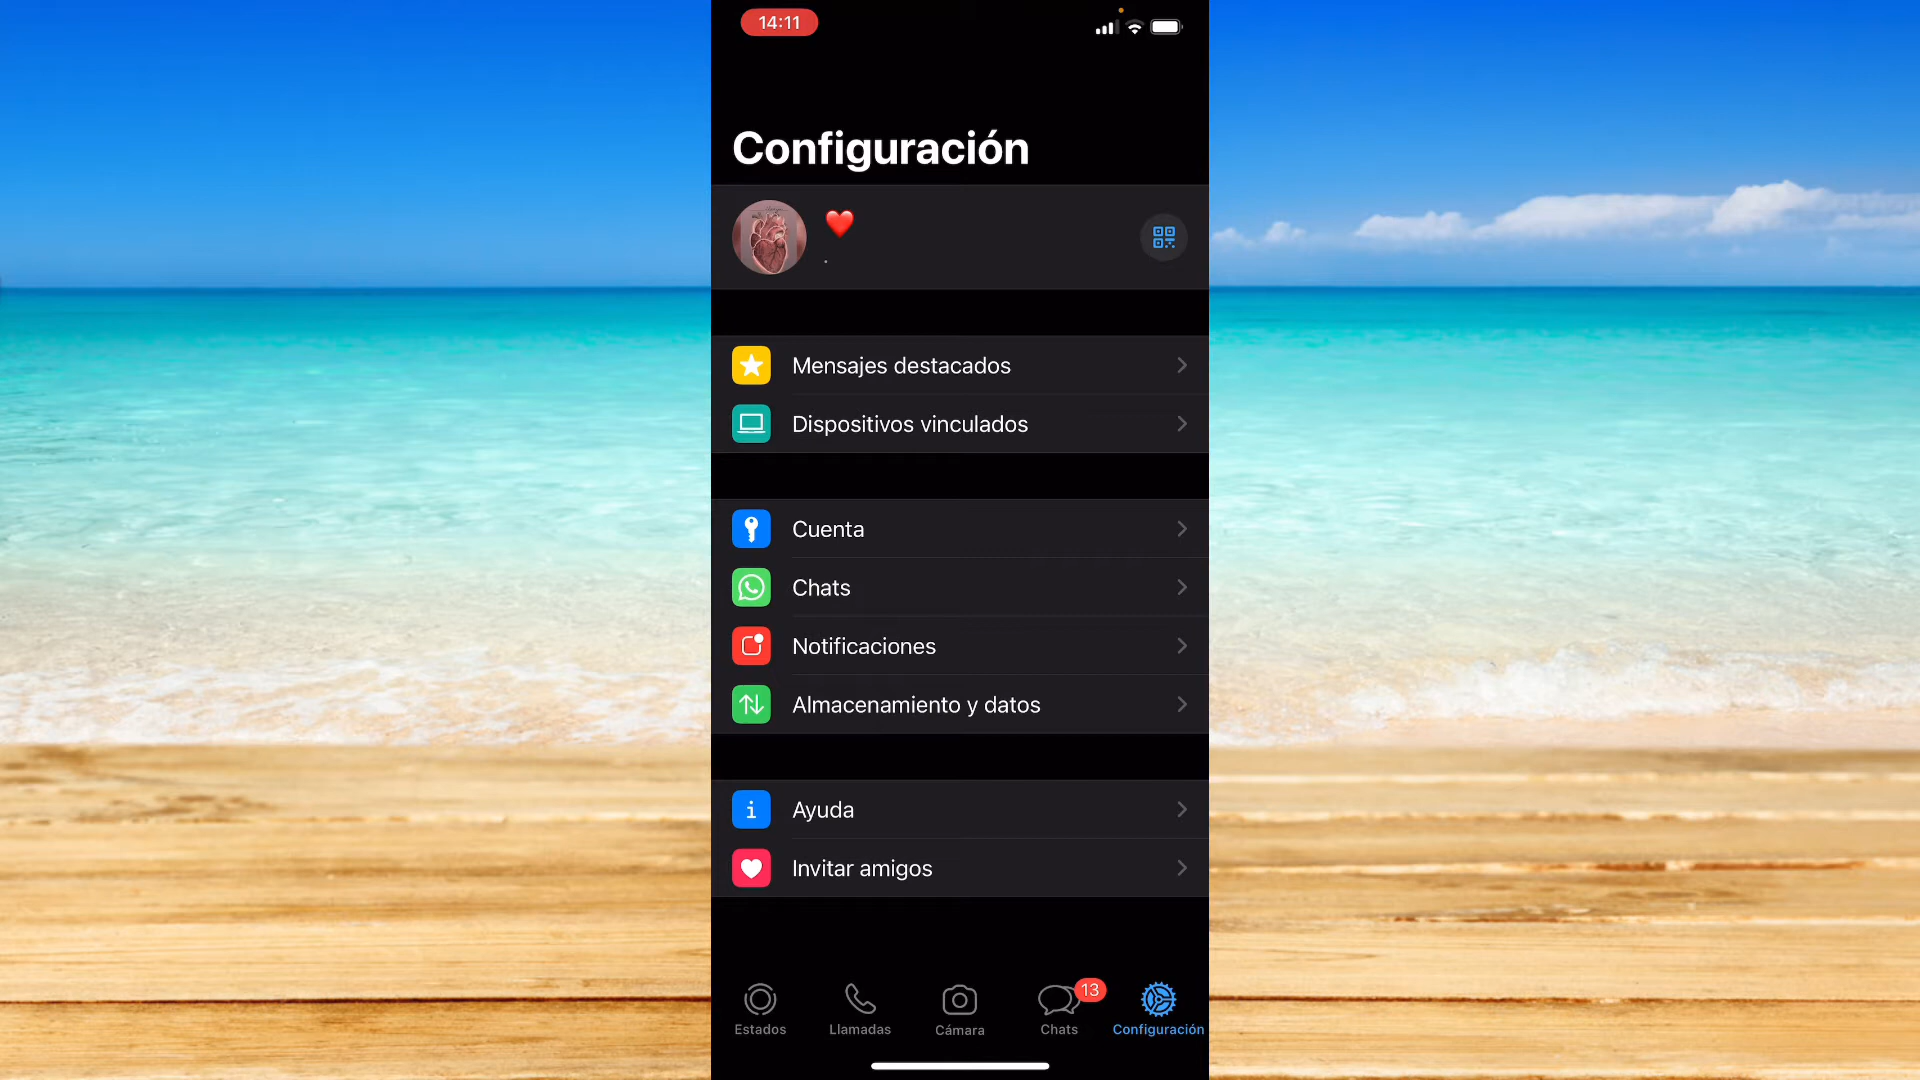 14:11
Configuración
❤️
.
Mensajes destacados
Dispositivos vinculados
Cuenta
Chats
Notificaciones
Almacenamiento y datos
Ayuda
Invitar amigos
13
Estados
Llamadas
Cámara
Chats
Configuración